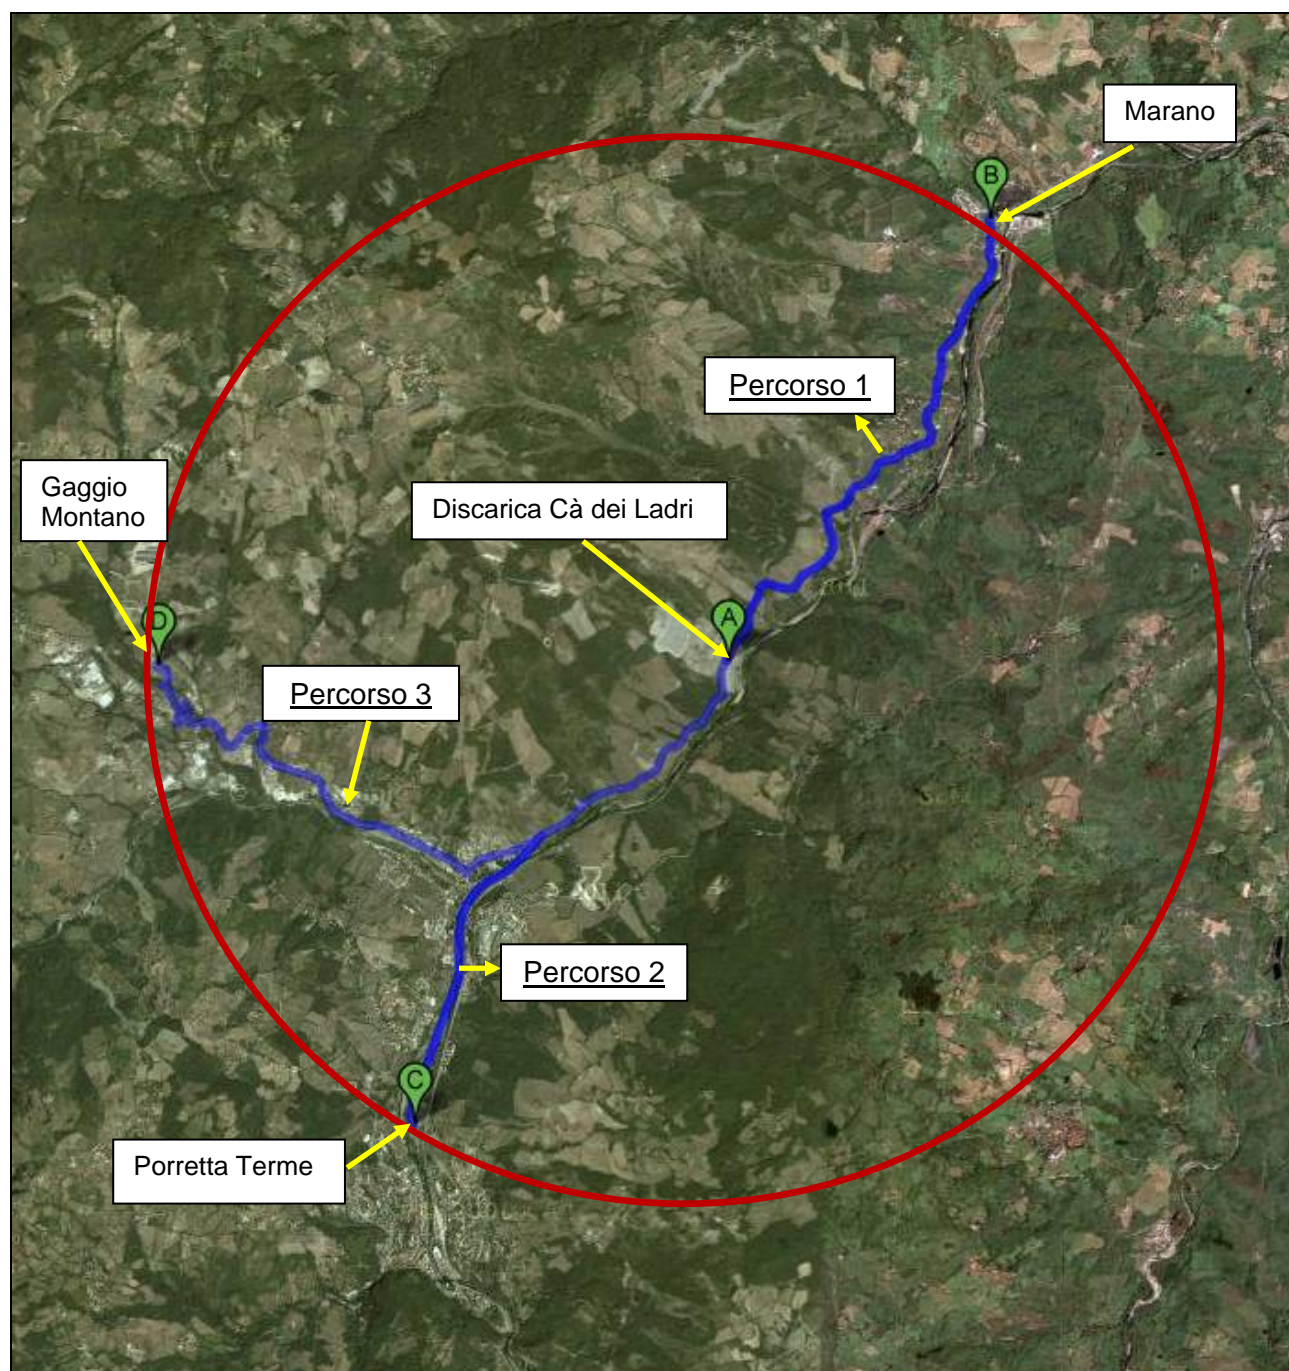 Marano
B
Percorso 1
Gaggio
Montano
Discarica Cà dei Ladri
D
A
Percorso 3
Percorso 2
C
Porretta Terme